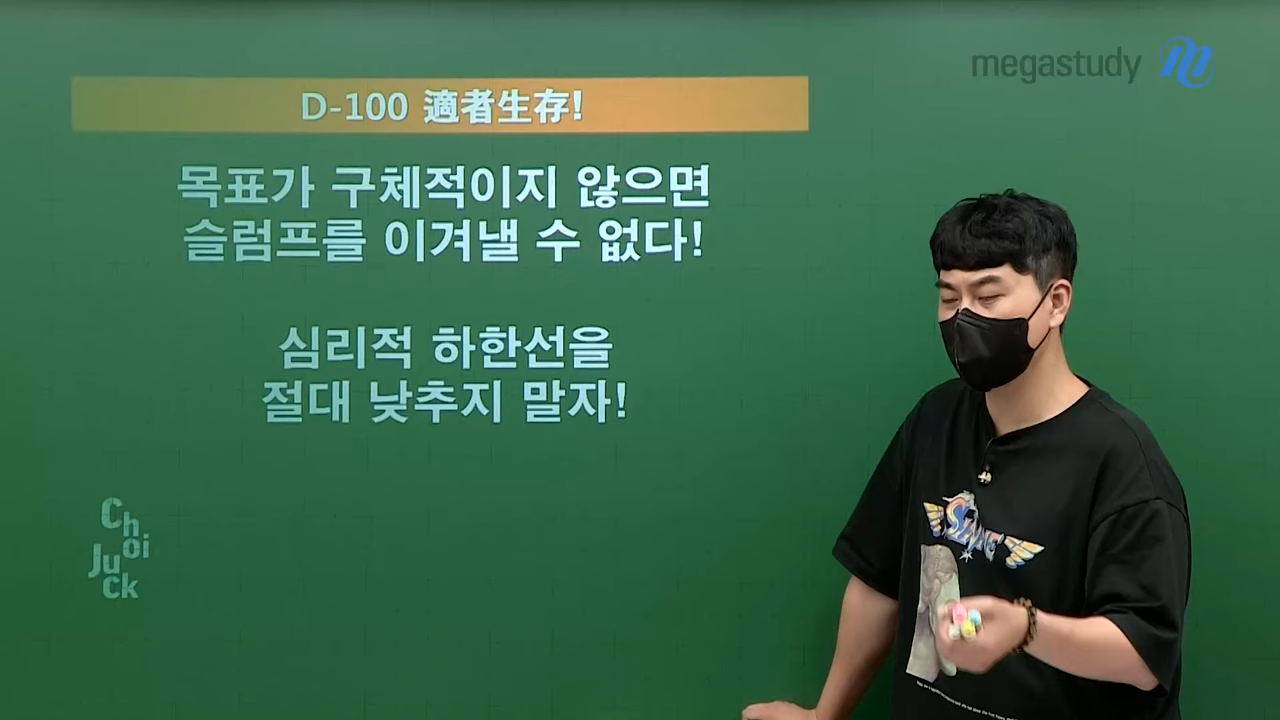 megastudy
D-100 適者生存!
목표가 구체적이지 않으면
슬럼프를 이겨낼 수 없다!
심리적 하한선을
절대 낮추지 말자!
Ch
oi
Ju
ck